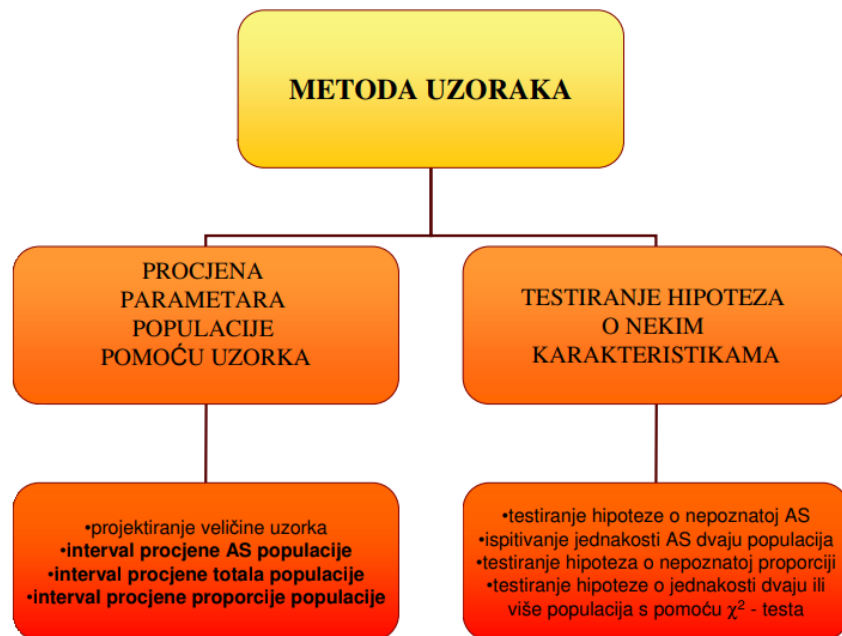 METODA UZORAKA
PROCJENA
PARAMETARA
POPULACIJE
POMOĆU UZORKA
TESTIRANJE HIPOTEZA
O NEKIM
KARAKTERISTIKAMA
•projektiranje veličine uzorka
•interval procjene AS populacije
•interval procjene totala populacije
•interval procjene proporcije populacije
•testiranje hipoteze o nepoznatoj AS
•ispitivanje jednakosti AS dvaju populacija
•testiranje hipoteza o nepoznatoj proporciji
•testiranje hipoteze o jednakosti dvaju ili
više populacija s pomoću χ² - testa